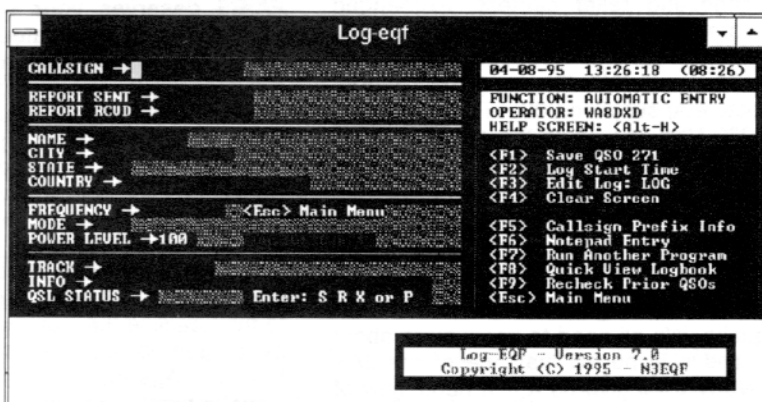 Log-eqf
CALLSIGN →
REPORT SENT →
REPORT RCVD →
NAME →
CITY →
STATE →
COUNTRY →
FREQUENCY → <Esc> Main Menu
MODE →
POWER LEVEL →100
TRACK →
INFO →
QSL STATUS → Enter: S R X or P
04-08-95 13:26:18 (08:26)
FUNCTION: AUTOMATIC ENTRY
OPERATOR: WA8DXD
HELP SCREEN: <Alt-H>
<F1> Save QSO 271
<F2> Log Start Time
<F3> Edit Log: LOG
<F4> Clear Screen
<F5> Callsign Prefix Info
<F6> Notepad Entry
<F7> Run Another Program
<F8> Quick View Logbook
<F9> Recheck Prior QSOs
<Esc> Main Menu
Log-EQF - Version 7.0
Copyright (C) 1995 - N3EQF